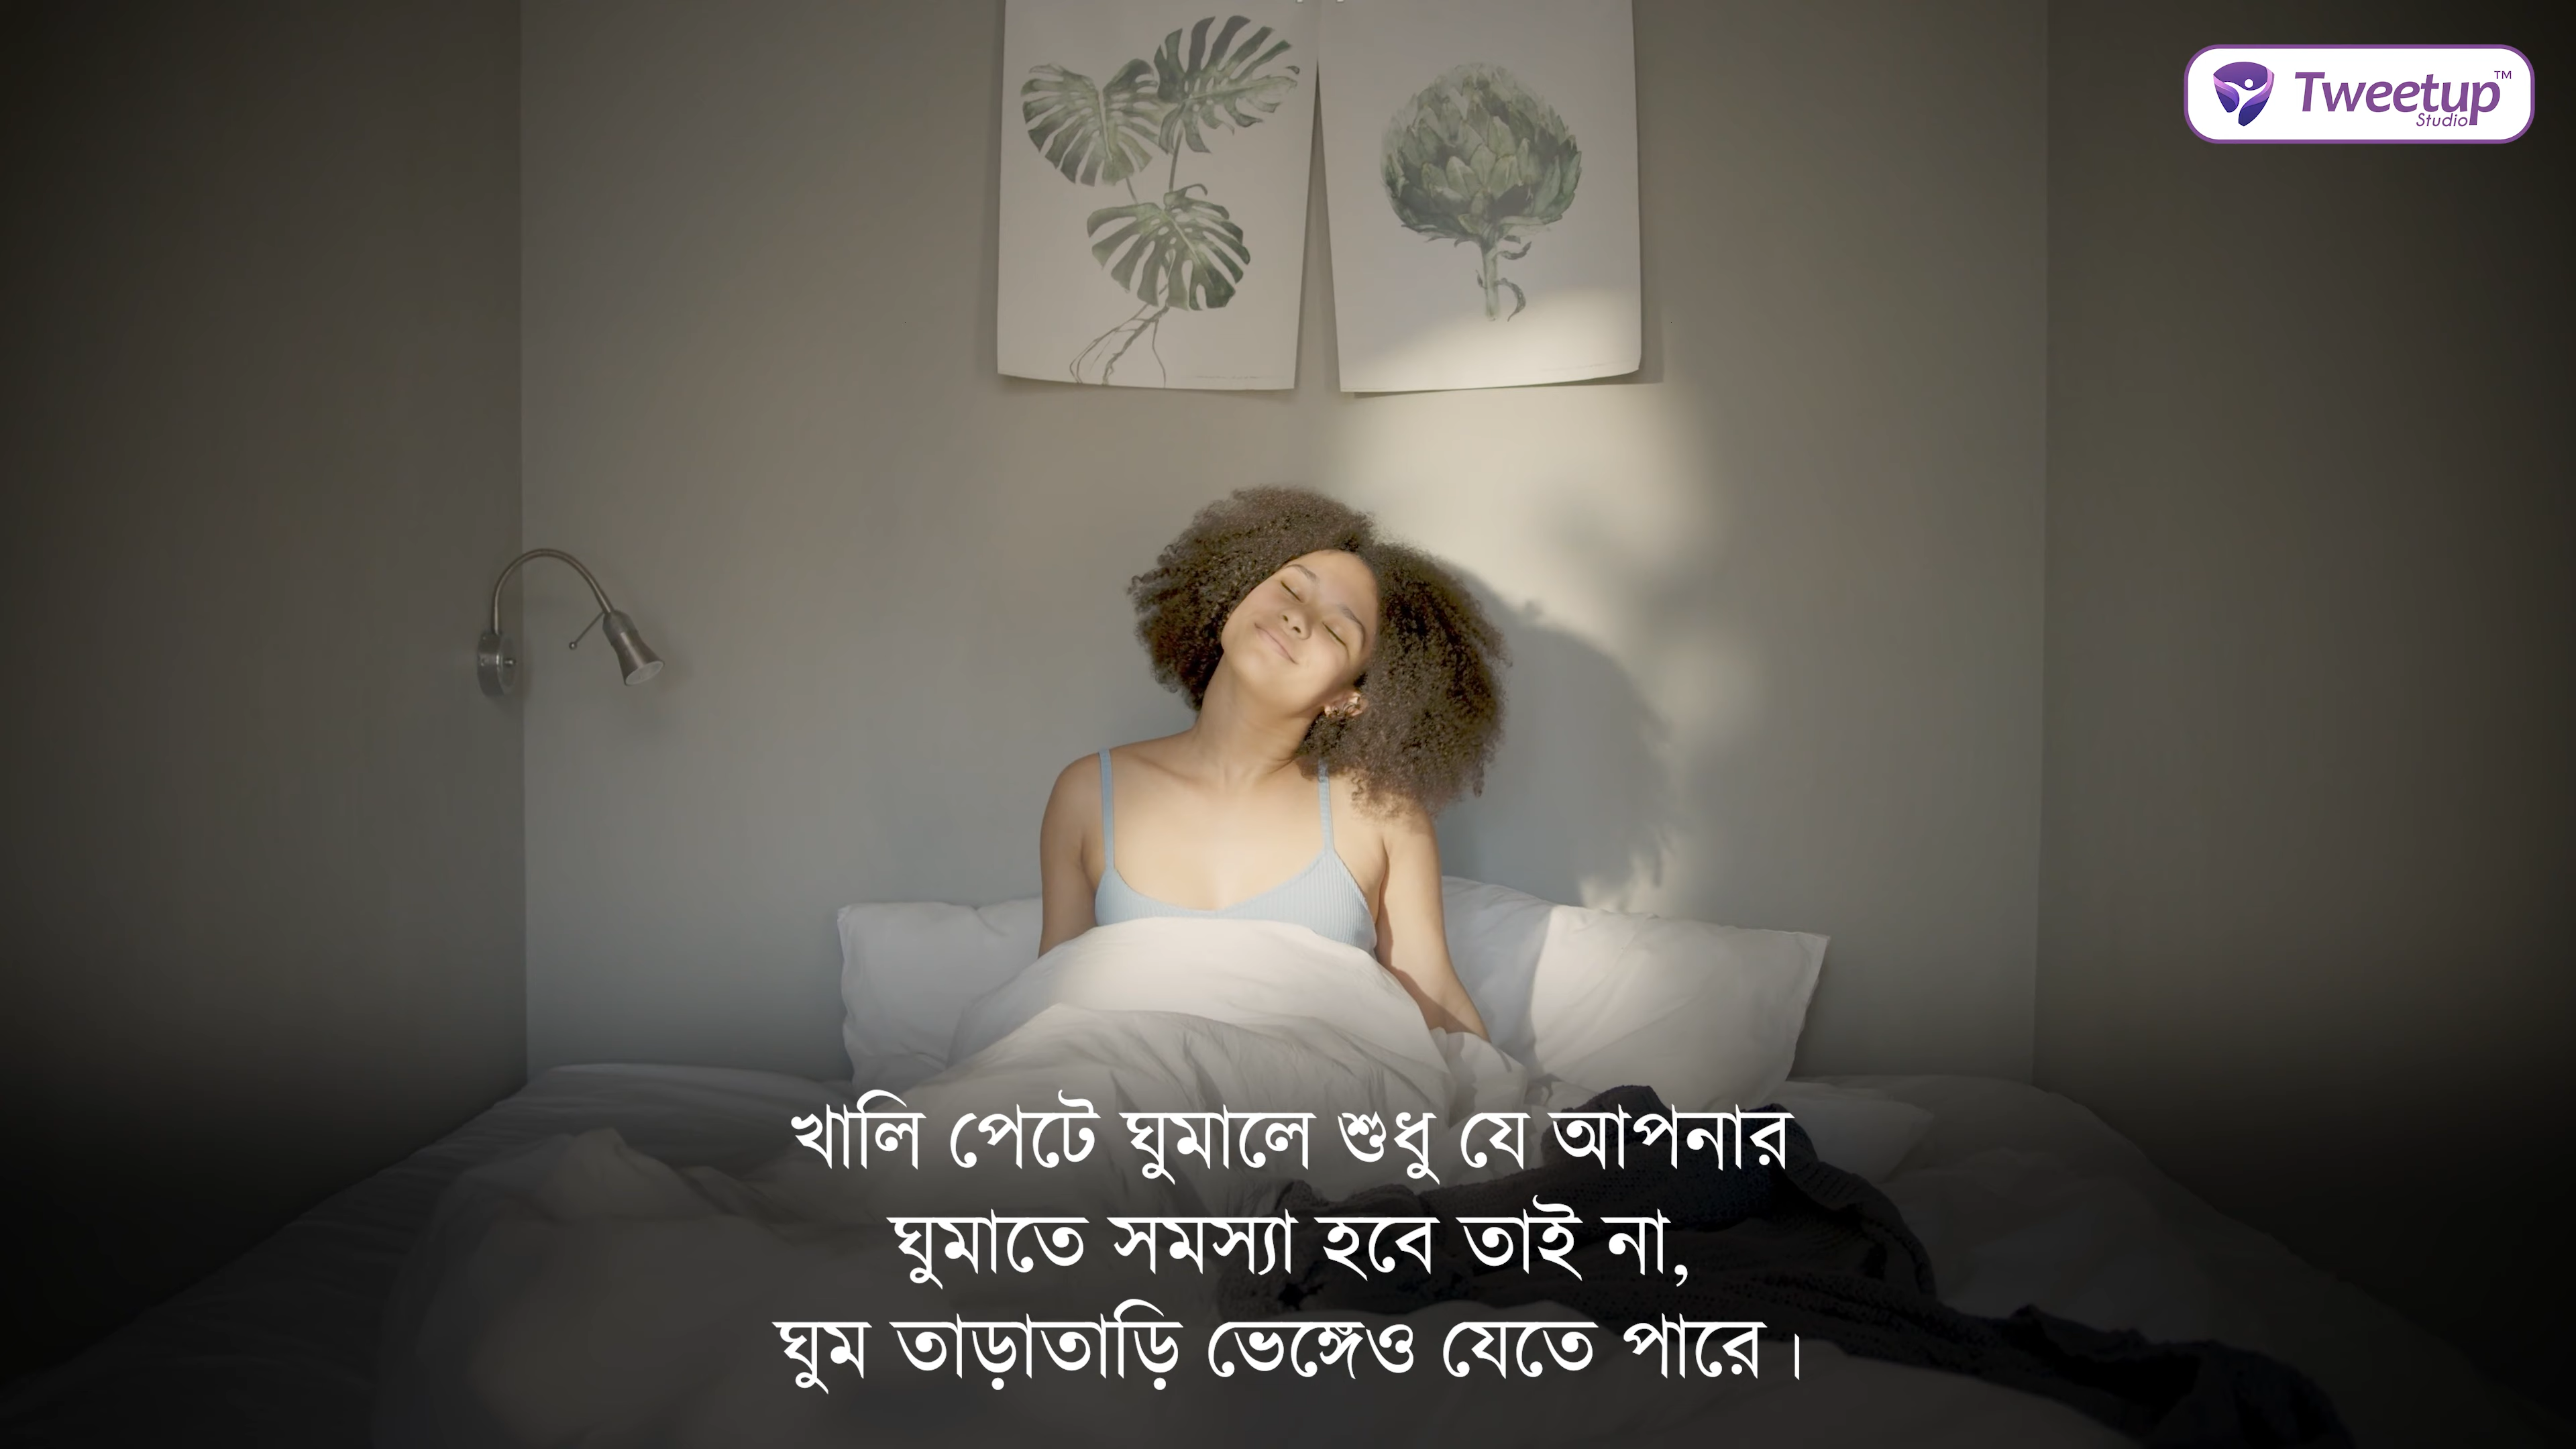 Tweetup™
Studio
খালি পেটে ঘুমালে শুধু যে আপনার
ঘুমাতে সমস্যা হবে তাই না,
ঘুম তাড়াতাড়ি ভেঙ্গেও যেতে পারে।